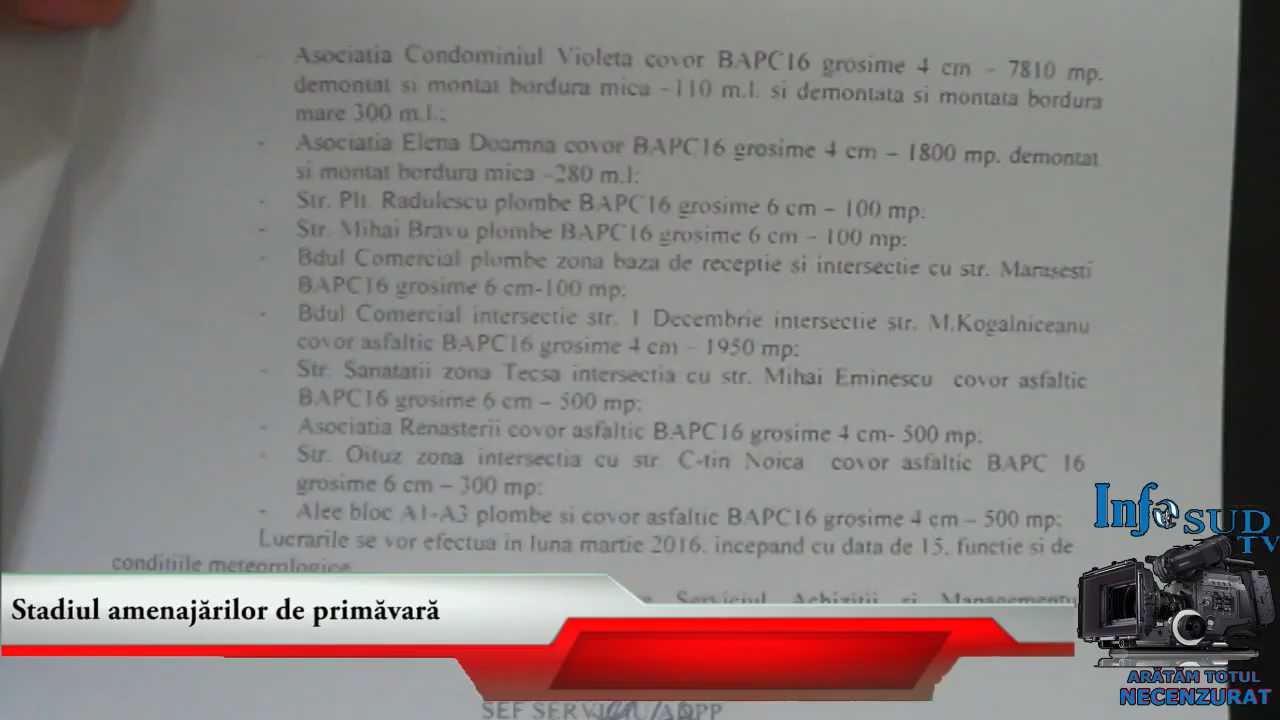 - Asociatia Condominiul Violeta covor BAPC16 grosime 4 cm – 7810 mp.
demontat si montat bordura mica –110 m.l. si demontata si montata bordura
mare 300 m.l.;
- Asociatia Elena Doamna covor BAPC16 grosime 4 cm – 1800 mp. demontat
si montat bordura mica –280 m.l;
- Str. Plt. Radulescu plombe BAPC16 grosime 6 cm – 100 mp;
- Str. Mihai Bravu plombe BAPC16 grosime 6 cm – 100 mp;
- Bdul Comercial plombe zona baza de receptie si intersectie cu str. Marasesti
BAPC16 grosime 6 cm-100 mp;
- Bdul Comercial intersectie str. 1 Decembrie intersectie str. M.Kogalniceanu
covor asfaltic BAPC16 grosime 4 cm – 1950 mp;
- Str. Sanatatii zona Tecsa intersectia cu str. Mihai Eminescu covor asfaltic
BAPC16 grosime 6 cm – 500 mp;
- Asociatia Renasterii covor asfaltic BAPC16 grosime 4 cm- 500 mp;
- Str. Oituz zona intersectia cu str. C-tin Noica covor asfaltic BAPC 16
grosime 6 cm – 300 mp;
- Alee bloc A1-A3 plombe si covor asfaltic BAPC16 grosime 4 cm – 500 mp;
Lucrarile se vor efectua in luna martie 2016, incepand cu data de 15, functie si de
conditiile meteorologice
Serviciul Achizitii si
Stadiul amenajărilor de primăvară
SEF SERVICIU ADPP
Info SUD TV
ARĂTĂM TOTUL
NECENZURAT